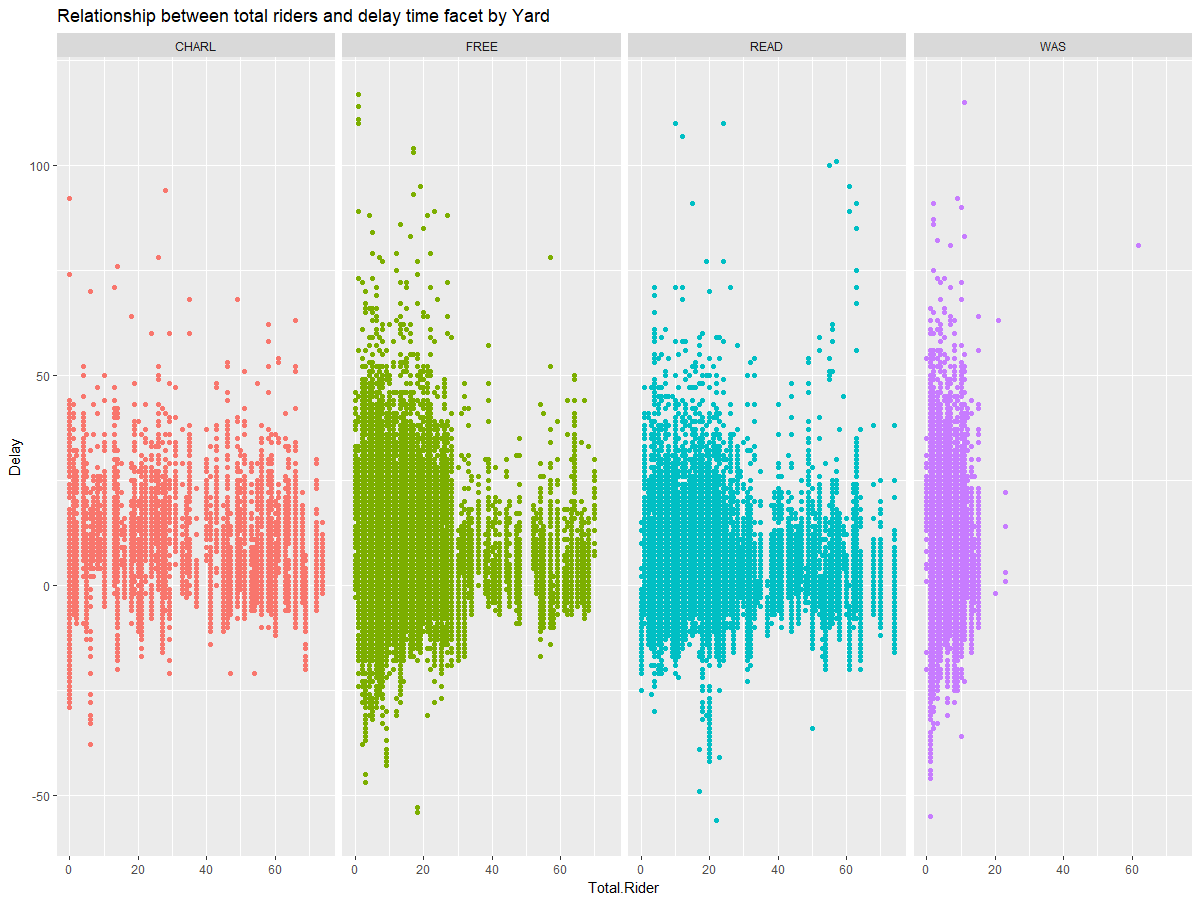 Relationship between total riders and delay time facet by Yard
CHARL FREE READ WAS
100
50
0
-50
Delay
0 20 40 60 0 20 40 60 0 20 40 60 0 20 40 60
Total.Rider